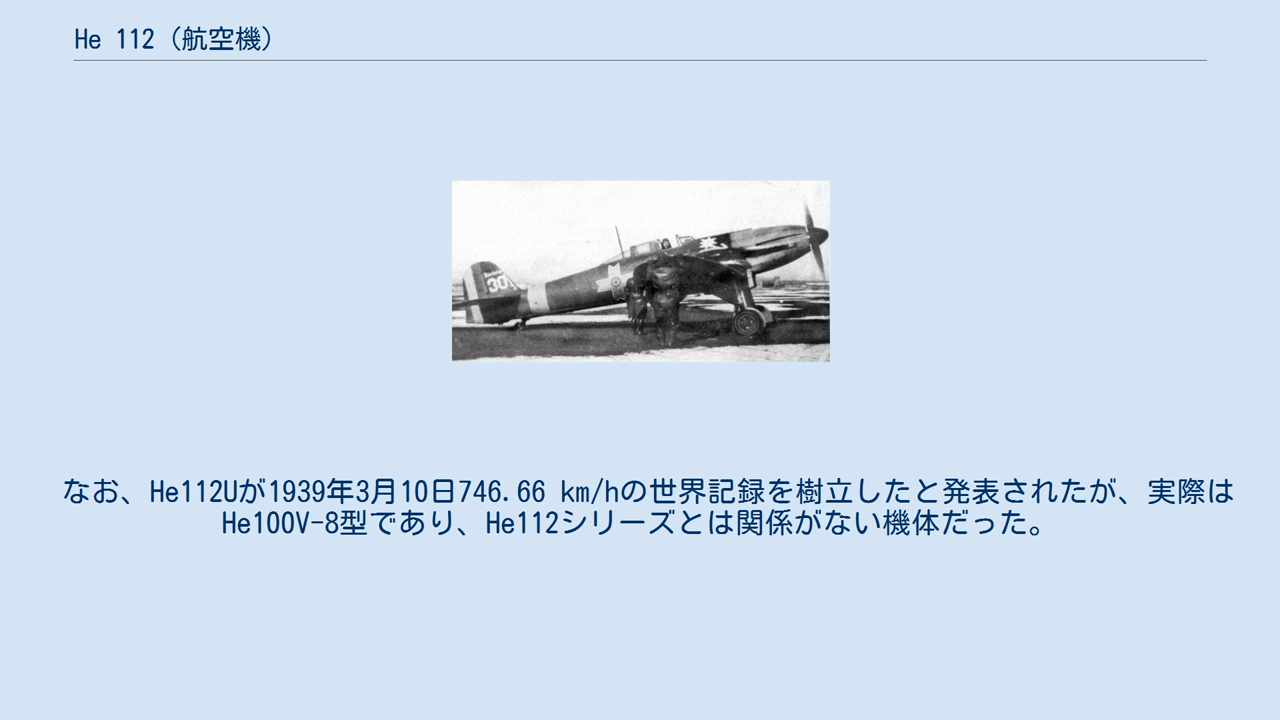 He 112（航空機）
30
なお、He112Uが1939年3月10日746.66 km/hの世界記録を樹立したと発表されたが、実際は
He100V-8型であり、He112シリーズとは関係がない機体だった。